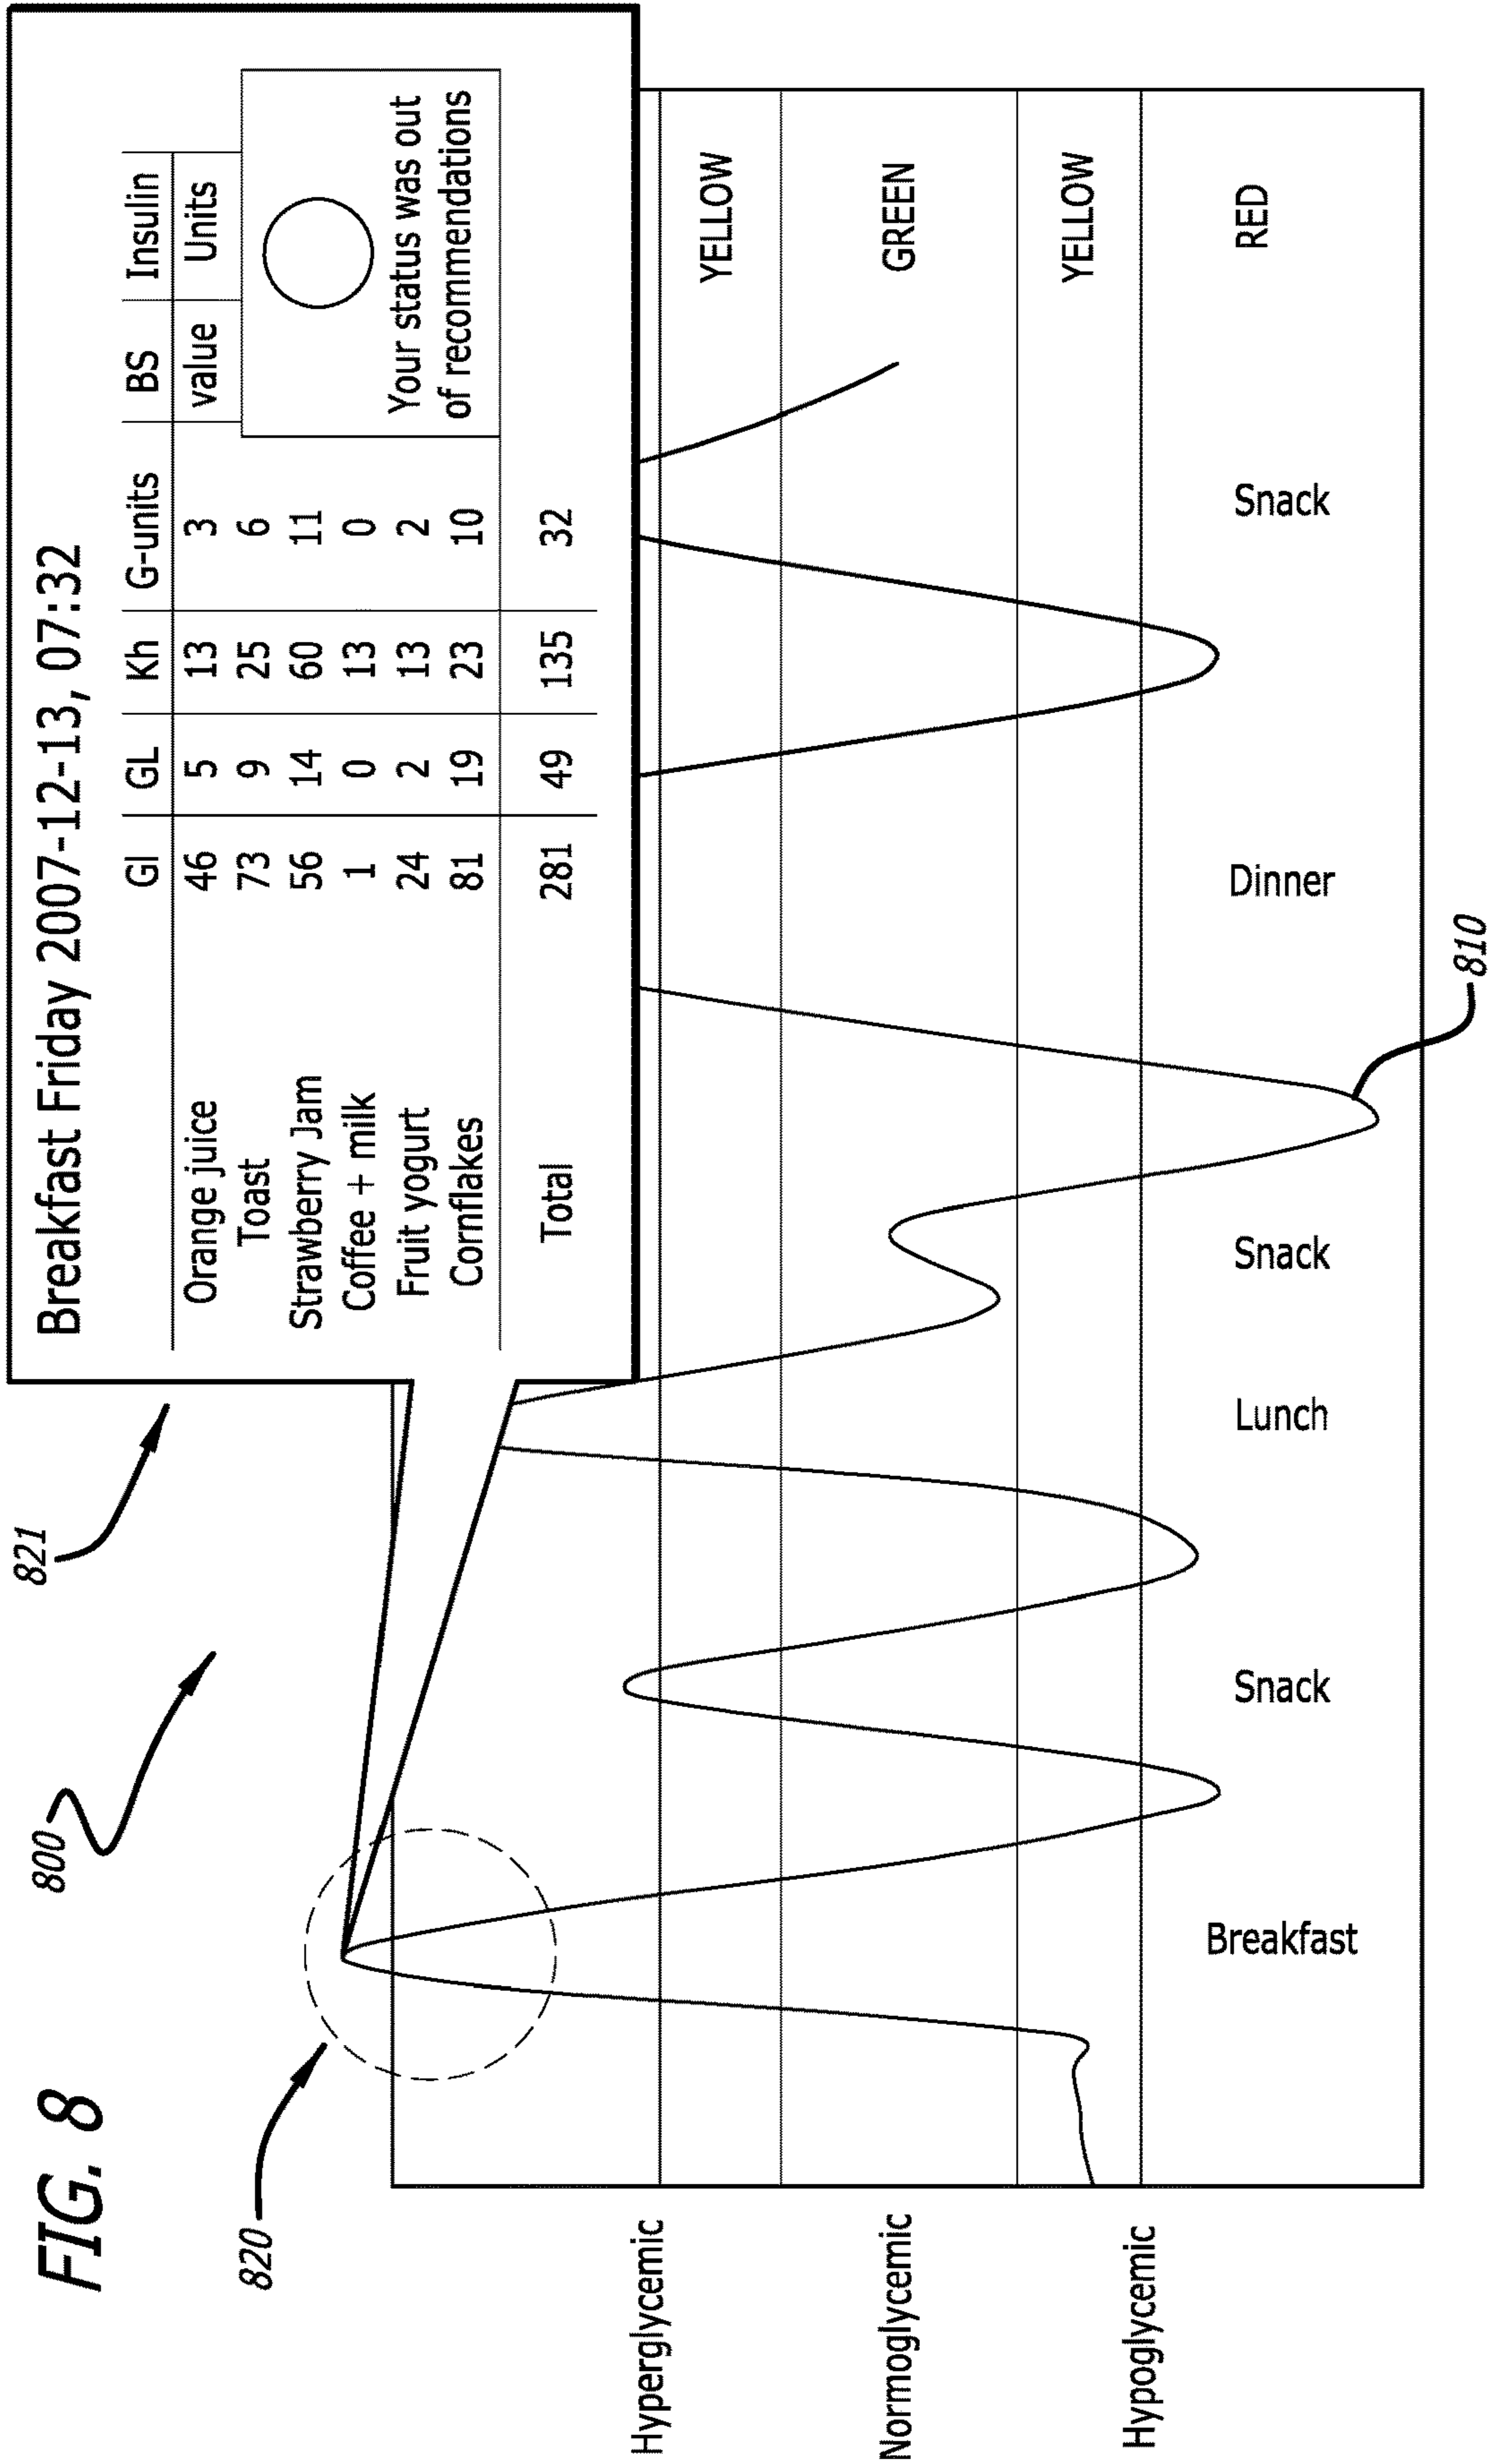 FIG. 8
800
821
820
810
Breakfast Friday 2007-12-13, 07:32
GI GL Kh G-units BS Insulin
Orange juice 46 5 13 3 value Units
Toast 73 9 25 6
Strawberry Jam 56 14 60 11
Coffee + milk 1 0 13 0
Fruit yogurt 24 2 13 2
Cornflakes 81 19 23 10
Total 281 49 135 32
Your status was out
of recommendations
Hyperglycemic
Normoglycemic
Hypoglycemic
YELLOW
GREEN
YELLOW
RED
Breakfast
Snack
Lunch
Snack
Dinner
Snack